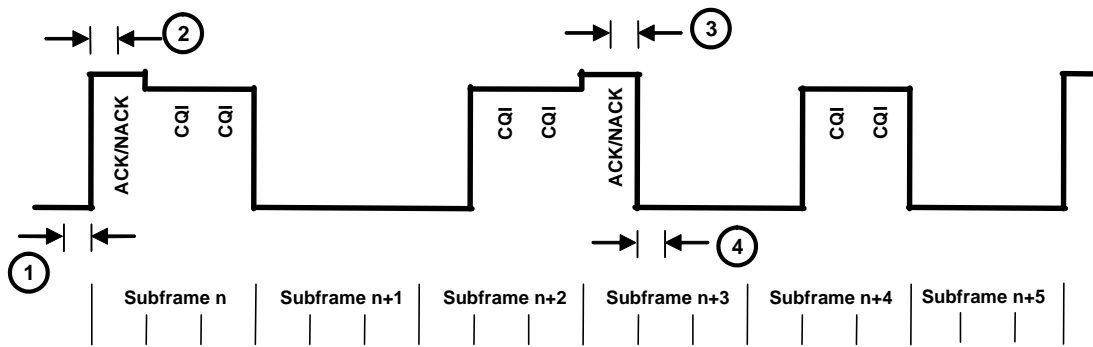 2
3
ACK/NACK
CQI
CQI
CQI
CQI
ACK/NACK
CQI
CQI
1
4
Subframe n
Subframe n+1
Subframe n+2
Subframe n+3
Subframe n+4
Subframe n+5